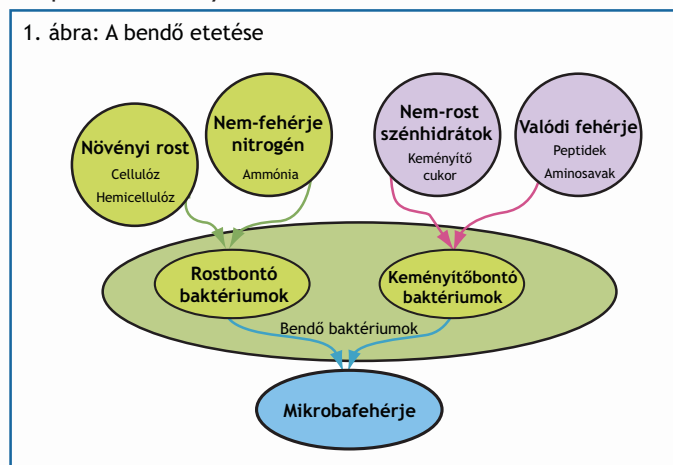 1. ábra: A bendő etetése
Növényi rost
Cellulóz
Hemicellulóz
Nem-fehérje
nitrogén
Ammónia
Nem-rost
szénhidrátok
Keményítő
cukor
Valódi fehérje
Peptidek
Aminosavak
Rostbontó
baktériumok
Keményítőbontó
baktériumok
Bendő baktériumok
Mikrobafehérje